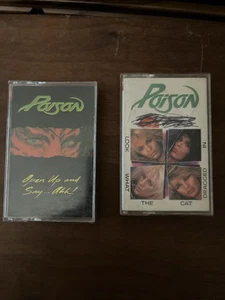 Poison
Open Up and
Say...Ahh!
Poison
LOOK
WHAT
THE
CAT
DRAGGED
IN